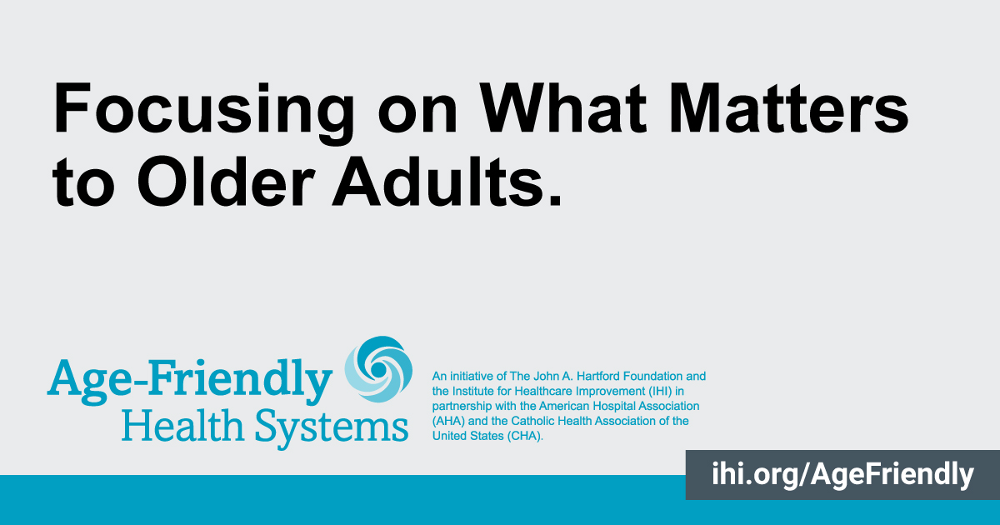 Focusing on What Matters
to Older Adults.
Age-Friendly
Health Systems
An initiative of The John A. Hartford Foundation and
the Institute for Healthcare Improvement (IHI) in
partnership with the American Hospital Association
(AHA) and the Catholic Health Association of the
United States (CHA).
ihi.org/AgeFriendly